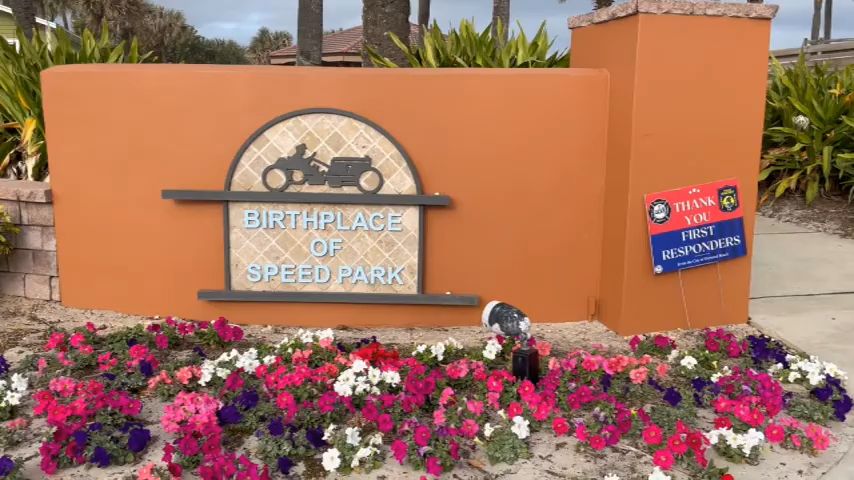 BIRTHPLACE
OF
SPEED PARK
THANK
YOU
FIRST
RESPONDERS